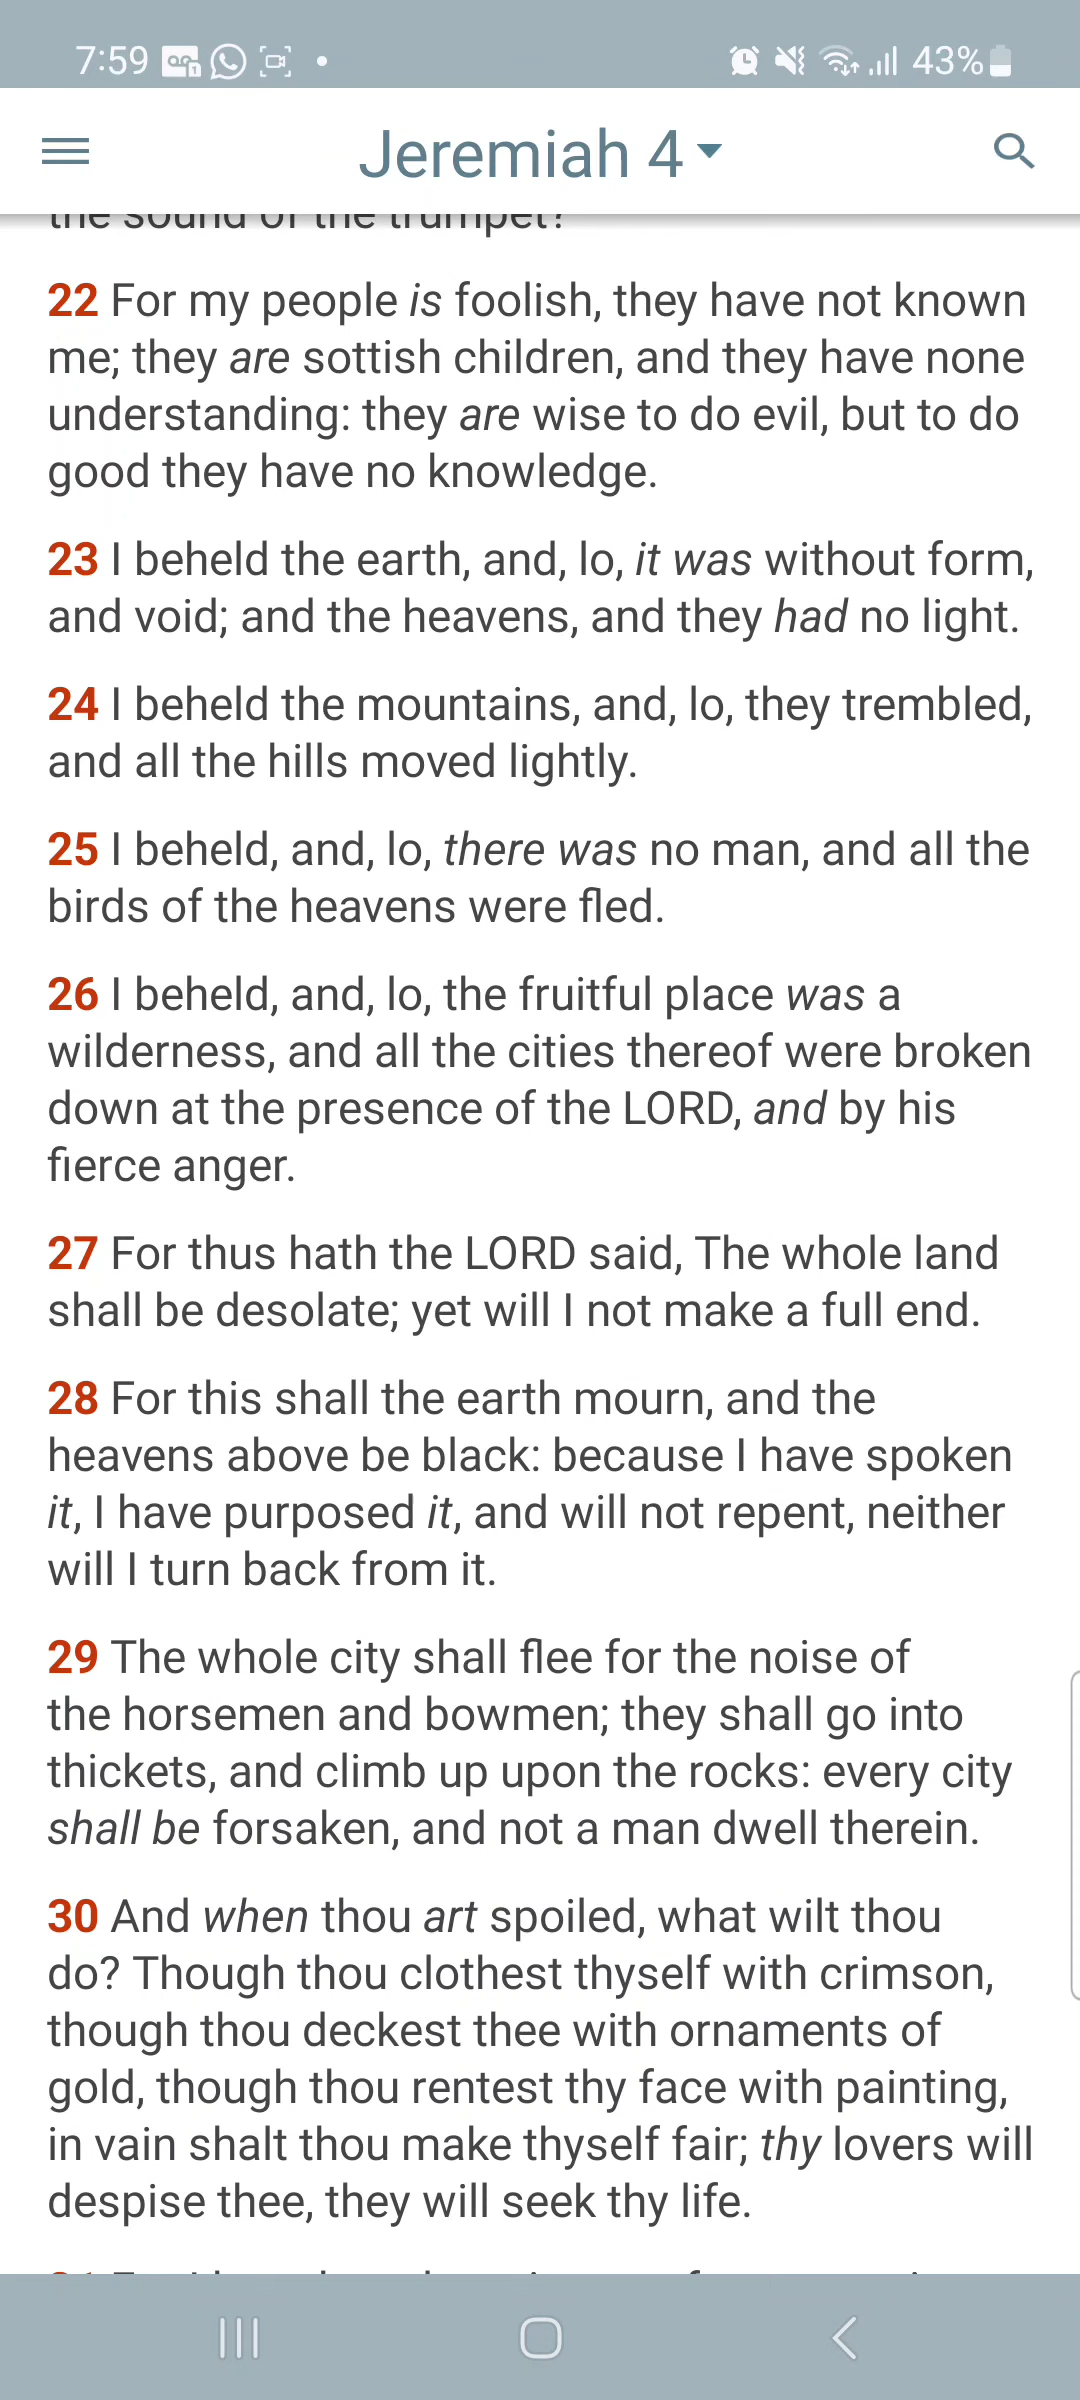 7:59
43%
Jeremiah 4
the sound of the trumpet?
22 For my people is foolish, they have not known
me; they are sottish children, and they have none
understanding: they are wise to do evil, but to do
good they have no knowledge.
23 I beheld the earth, and, lo, it was without form,
and void; and the heavens, and they had no light.
24 I beheld the mountains, and, lo, they trembled,
and all the hills moved lightly.
25 I beheld, and, lo, there was no man, and all the
birds of the heavens were fled.
26 I beheld, and, lo, the fruitful place was a
wilderness, and all the cities thereof were broken
down at the presence of the LORD, and by his
fierce anger.
27 For thus hath the LORD said, The whole land
shall be desolate; yet will I not make a full end.
28 For this shall the earth mourn, and the
heavens above be black: because I have spoken
it, I have purposed it, and will not repent, neither
will I turn back from it.
29 The whole city shall flee for the noise of
the horsemen and bowmen; they shall go into
thickets, and climb up upon the rocks: every city
shall be forsaken, and not a man dwell therein.
30 And when thou art spoiled, what wilt thou
do? Though thou clothest thyself with crimson,
though thou deckest thee with ornaments of
gold, though thou rentest thy face with painting,
in vain shalt thou make thyself fair; thy lovers will
despise thee, they will seek thy life.